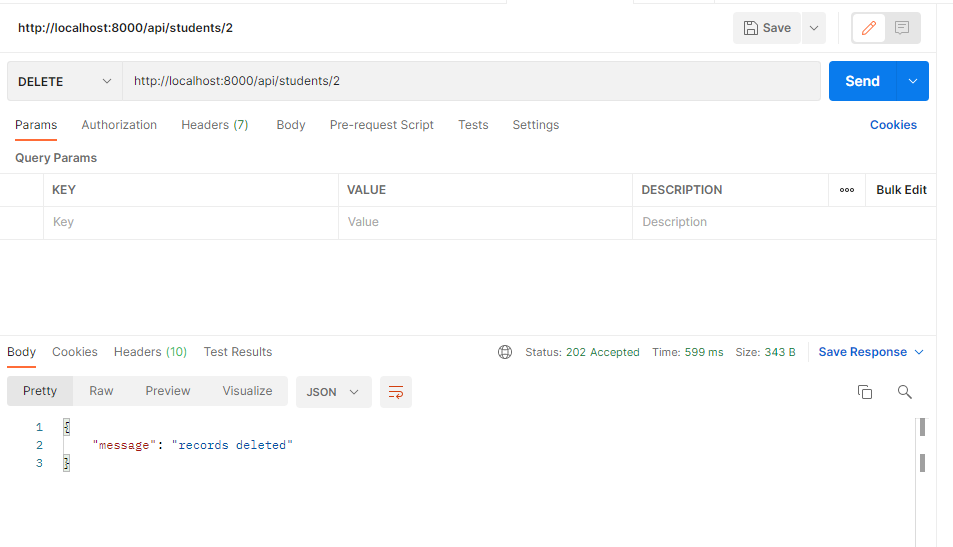 http://localhost:8000/api/students/2 Save
DELETE http://localhost:8000/api/students/2 Send
Params Authorization Headers (7) Body Pre-request Script Tests Settings Cookies
Query Params
KEY VALUE DESCRIPTION ooo Bulk Edit
Key Value Description
Body Cookies Headers (10) Test Results Status: 202 Accepted Time: 599 ms Size: 343 B Save Response
Pretty Raw Preview Visualize JSON
1 {
2 "message": "records deleted"
3 }